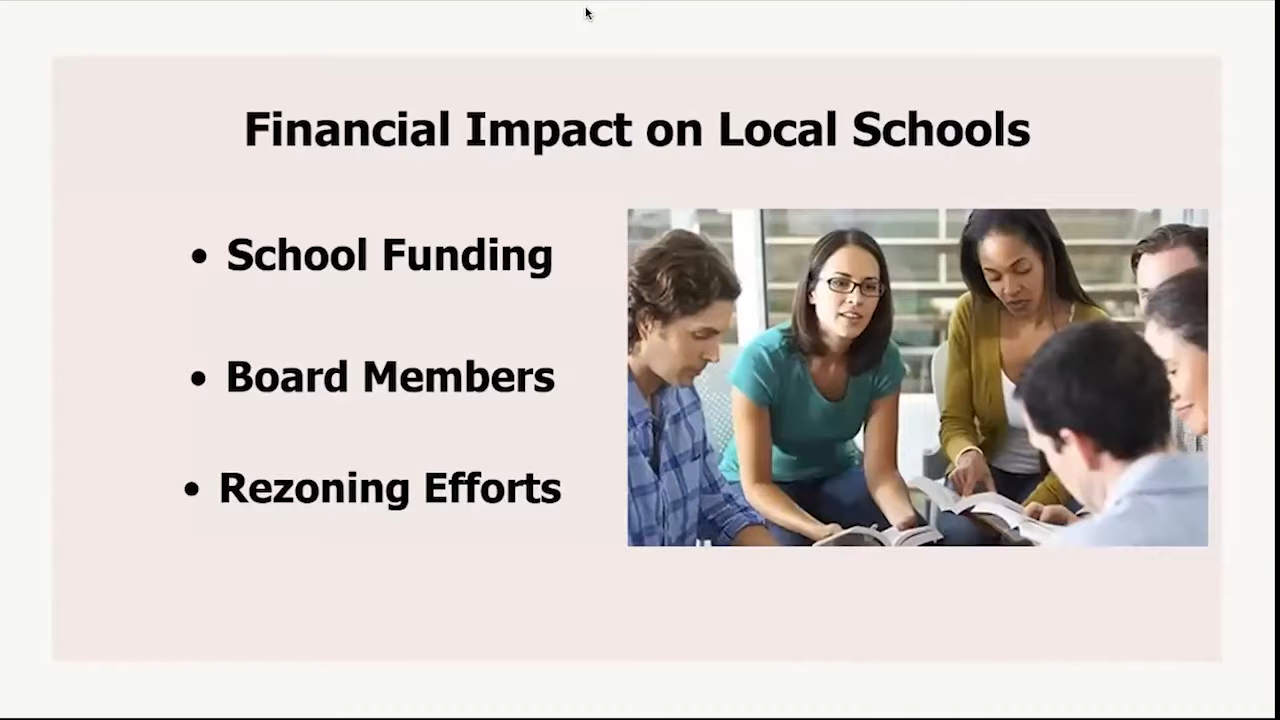 Financial Impact on Local Schools
• School Funding
• Board Members
• Rezoning Efforts